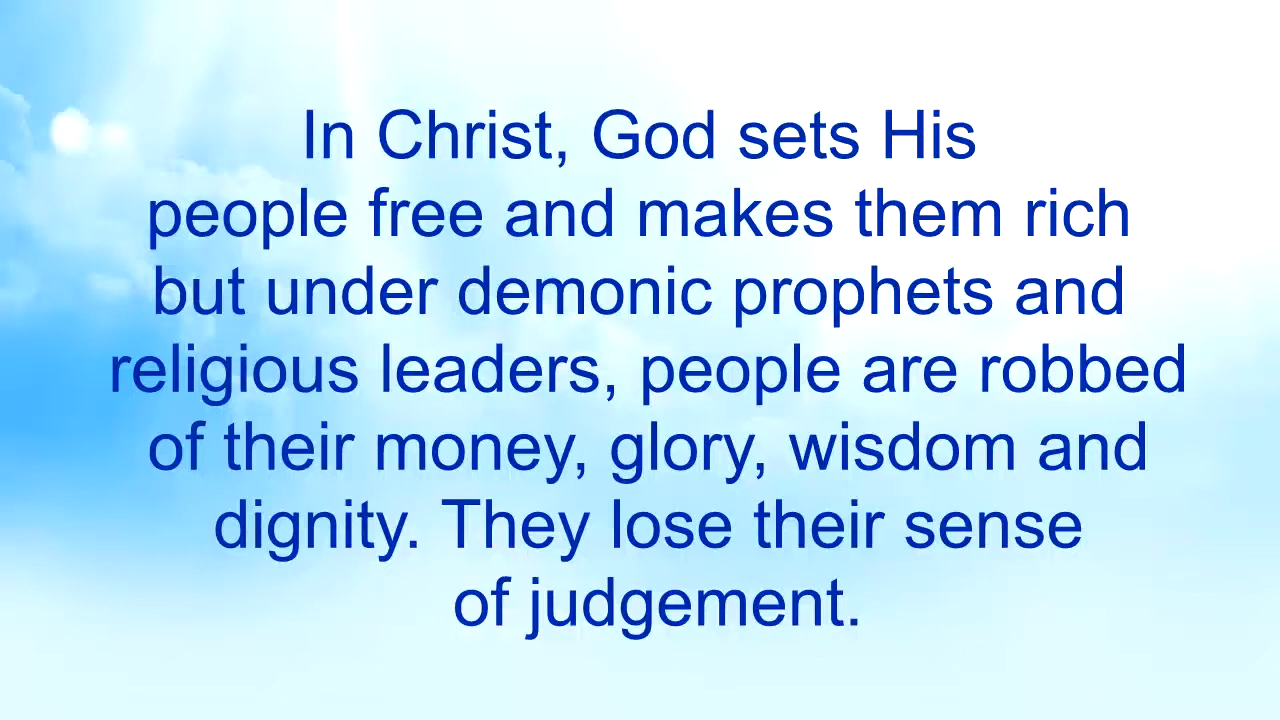 In Christ, God sets His
people free and makes them rich
but under demonic prophets and
religious leaders, people are robbed
of their money, glory, wisdom and
dignity. They lose their sense
of judgement.